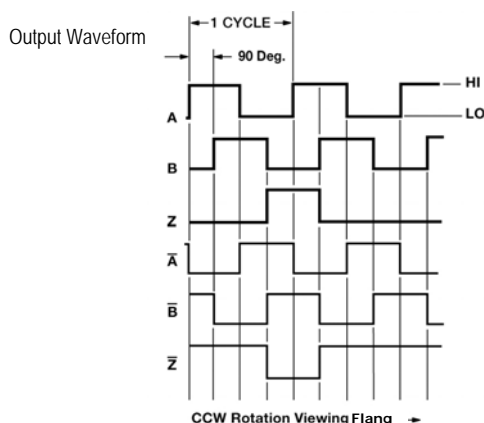 1 CYCLE
Output Waveform
90 Deg.
HI
LO
A
B
Z
A̅
B̅
Z̅
CCW Rotation Viewing Flang